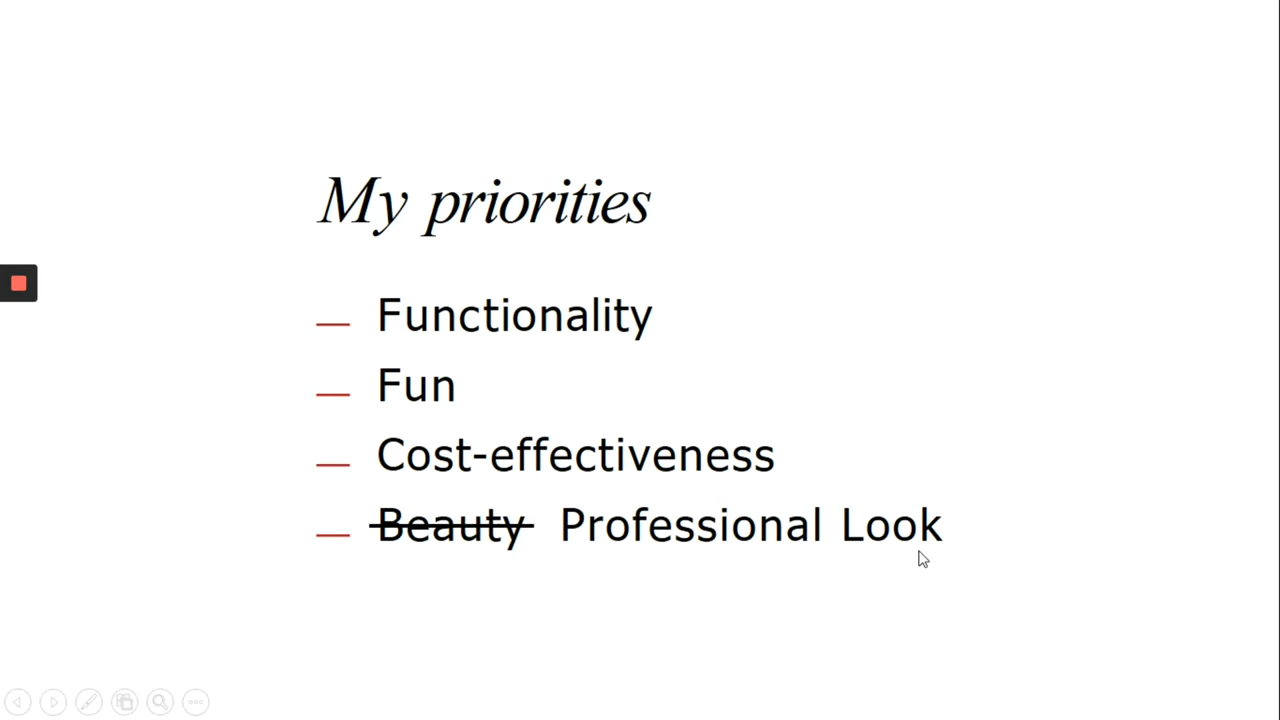 My priorities
Functionality
Fun
Cost-effectiveness
Beauty Professional Look